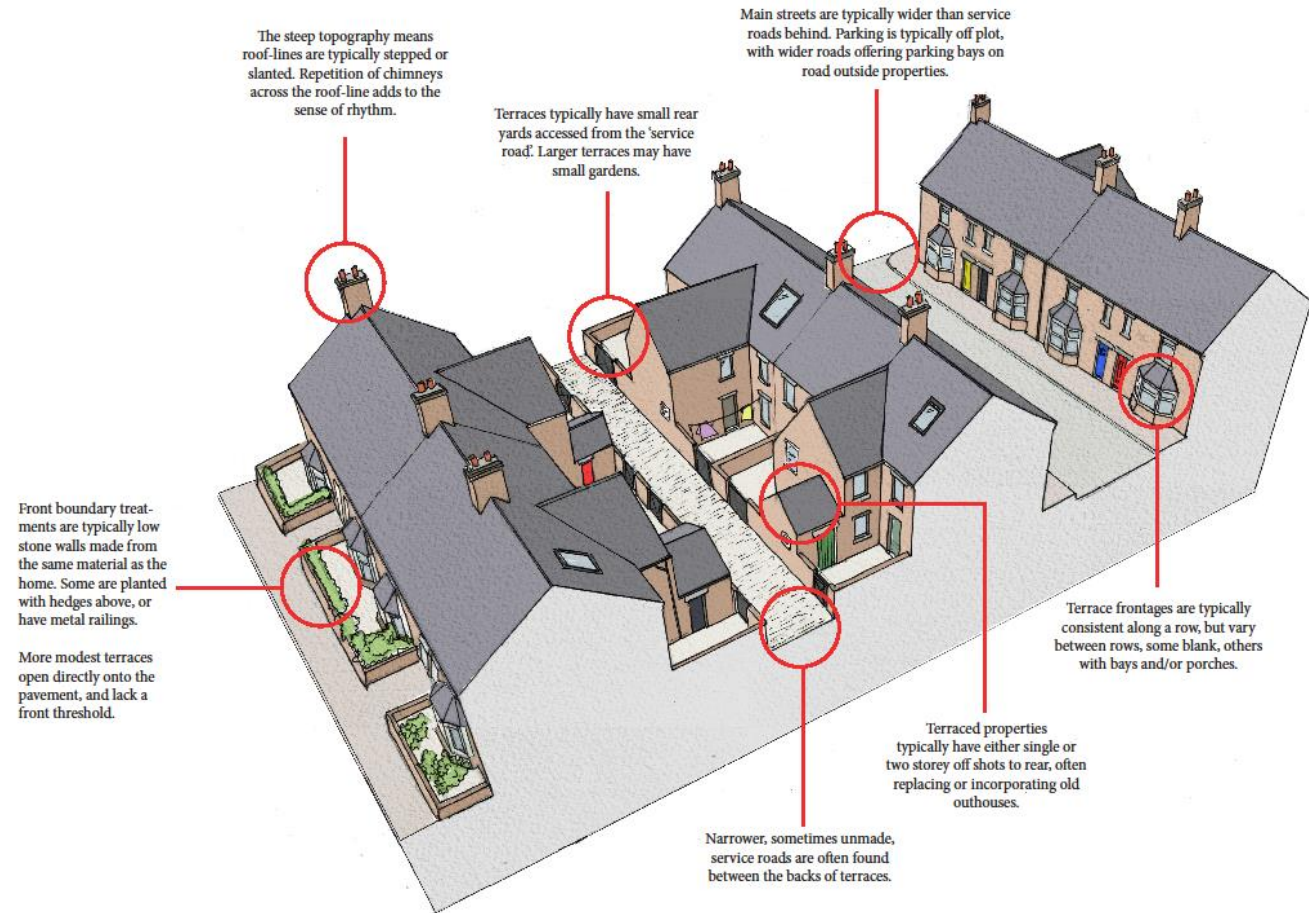 The steep topography means
roof-lines are typically stepped or
slanted. Repetition of chimneys
across the roof-line adds to the
sense of rhythm.
Terraces typically have small rear
yards accessed from the ‘service
road’. Larger terraces may have
small gardens.
Main streets are typically wider than service
roads behind. Parking is typically off plot,
with wider roads offering parking bays on
road outside properties.
Front boundary treat-
ments are typically low
stone walls made from
the same material as the
home. Some are planted
with hedges above, or
have metal railings.
More modest terraces
open directly onto the
pavement, and lack a
front threshold.
Terrace frontages are typically
consistent along a row, but vary
between rows, some blank, others
with bays and/or porches.
Terraced properties
typically have either single or
two storey off shots to rear, often
replacing or incorporating old
outhouses.
Narrower, sometimes unmade,
service roads are often found
between the backs of terraces.